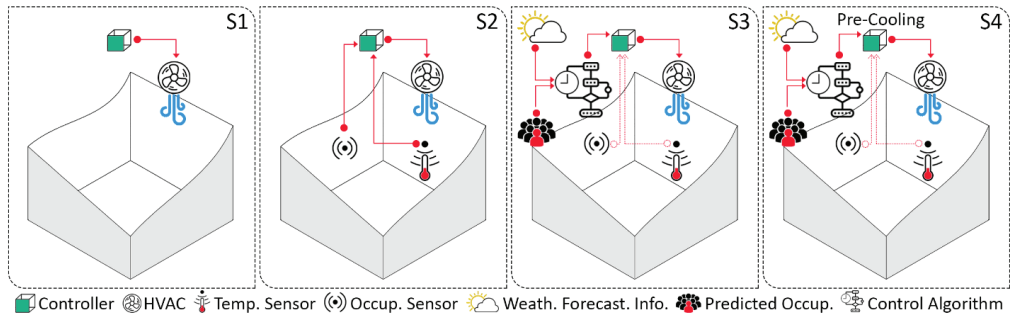 S1
S2
S3
S4
Pre-Cooling
Controller HVAC Temp. Sensor Occup. Sensor Weath. Forecast. Info. Predicted Occup. Control Algorithm